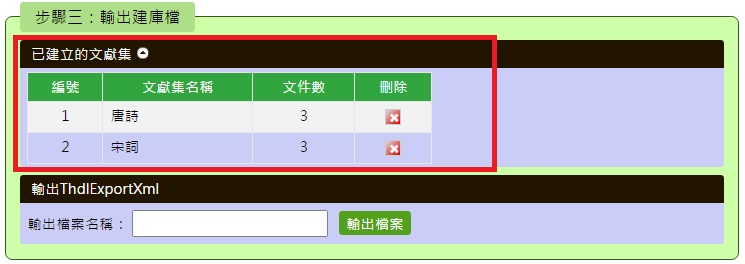 步驟三：輸出建庫檔
已建立的文獻集
編號 文獻集名稱 文件數 刪除
1 唐詩 3
2 宋詞 3
輸出ThdlExportXml
輸出檔案名稱： 輸出檔案